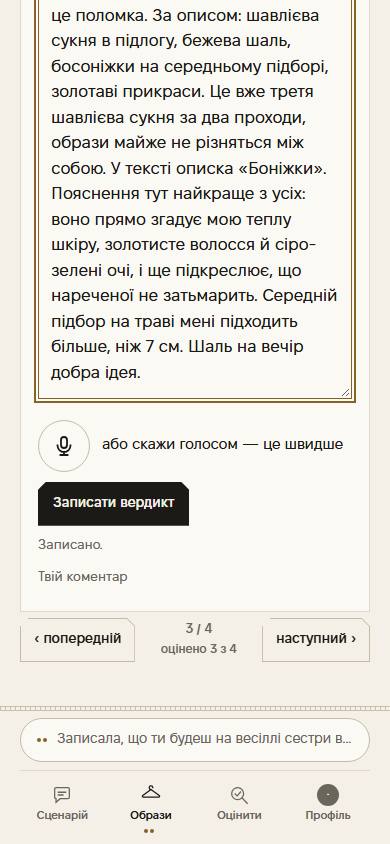 це поломка. За описом: шавлієва
сукня в підлогу, бежева шаль,
босоніжки на середньому підборі,
золотаві прикраси. Це вже третя
шавлієва сукня за два проходи,
образи майже не різняться між
собою. У тексті описка «Боніжки».
Пояснення тут найкраще з усіх:
воно прямо згадує мою теплу
шкіру, золотисте волосся й сіро-
зелені очі, і ще підкреслює, що
нареченої не затьмарить. Середній
підбор на траві мені підходить
більше, ніж 7 см. Шаль на вечір
добра ідея.
або скажи голосом — це швидше
Записати вердикт
Записано.
Твій коментар
‹ попередній
3 / 4
оцінено 3 з 4
наступний ›
Записала, що ти будеш на весіллі сестри в...
Сценарій
Образи
Оцінити
Профіль